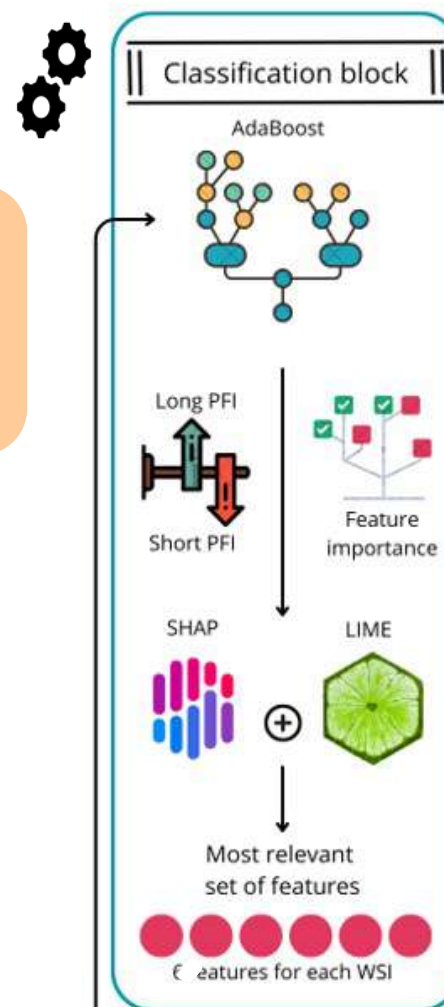 Classification block
AdaBoost
Long PFI
Short PFI
Feature
importance
SHAP
LIME
Most relevant
set of features
for each WSI